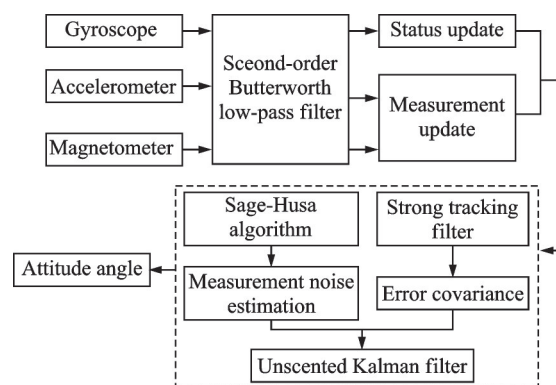 Gyroscope
Accelerometer
Magnetometer
Sceond-order
Butterworth
low-pass filter
Status update
Measurement
update
Sage-Husa
algorithm
Strong tracking
filter
Attitude angle
Measurement noise
estimation
Error covariance
Unscented Kalman filter